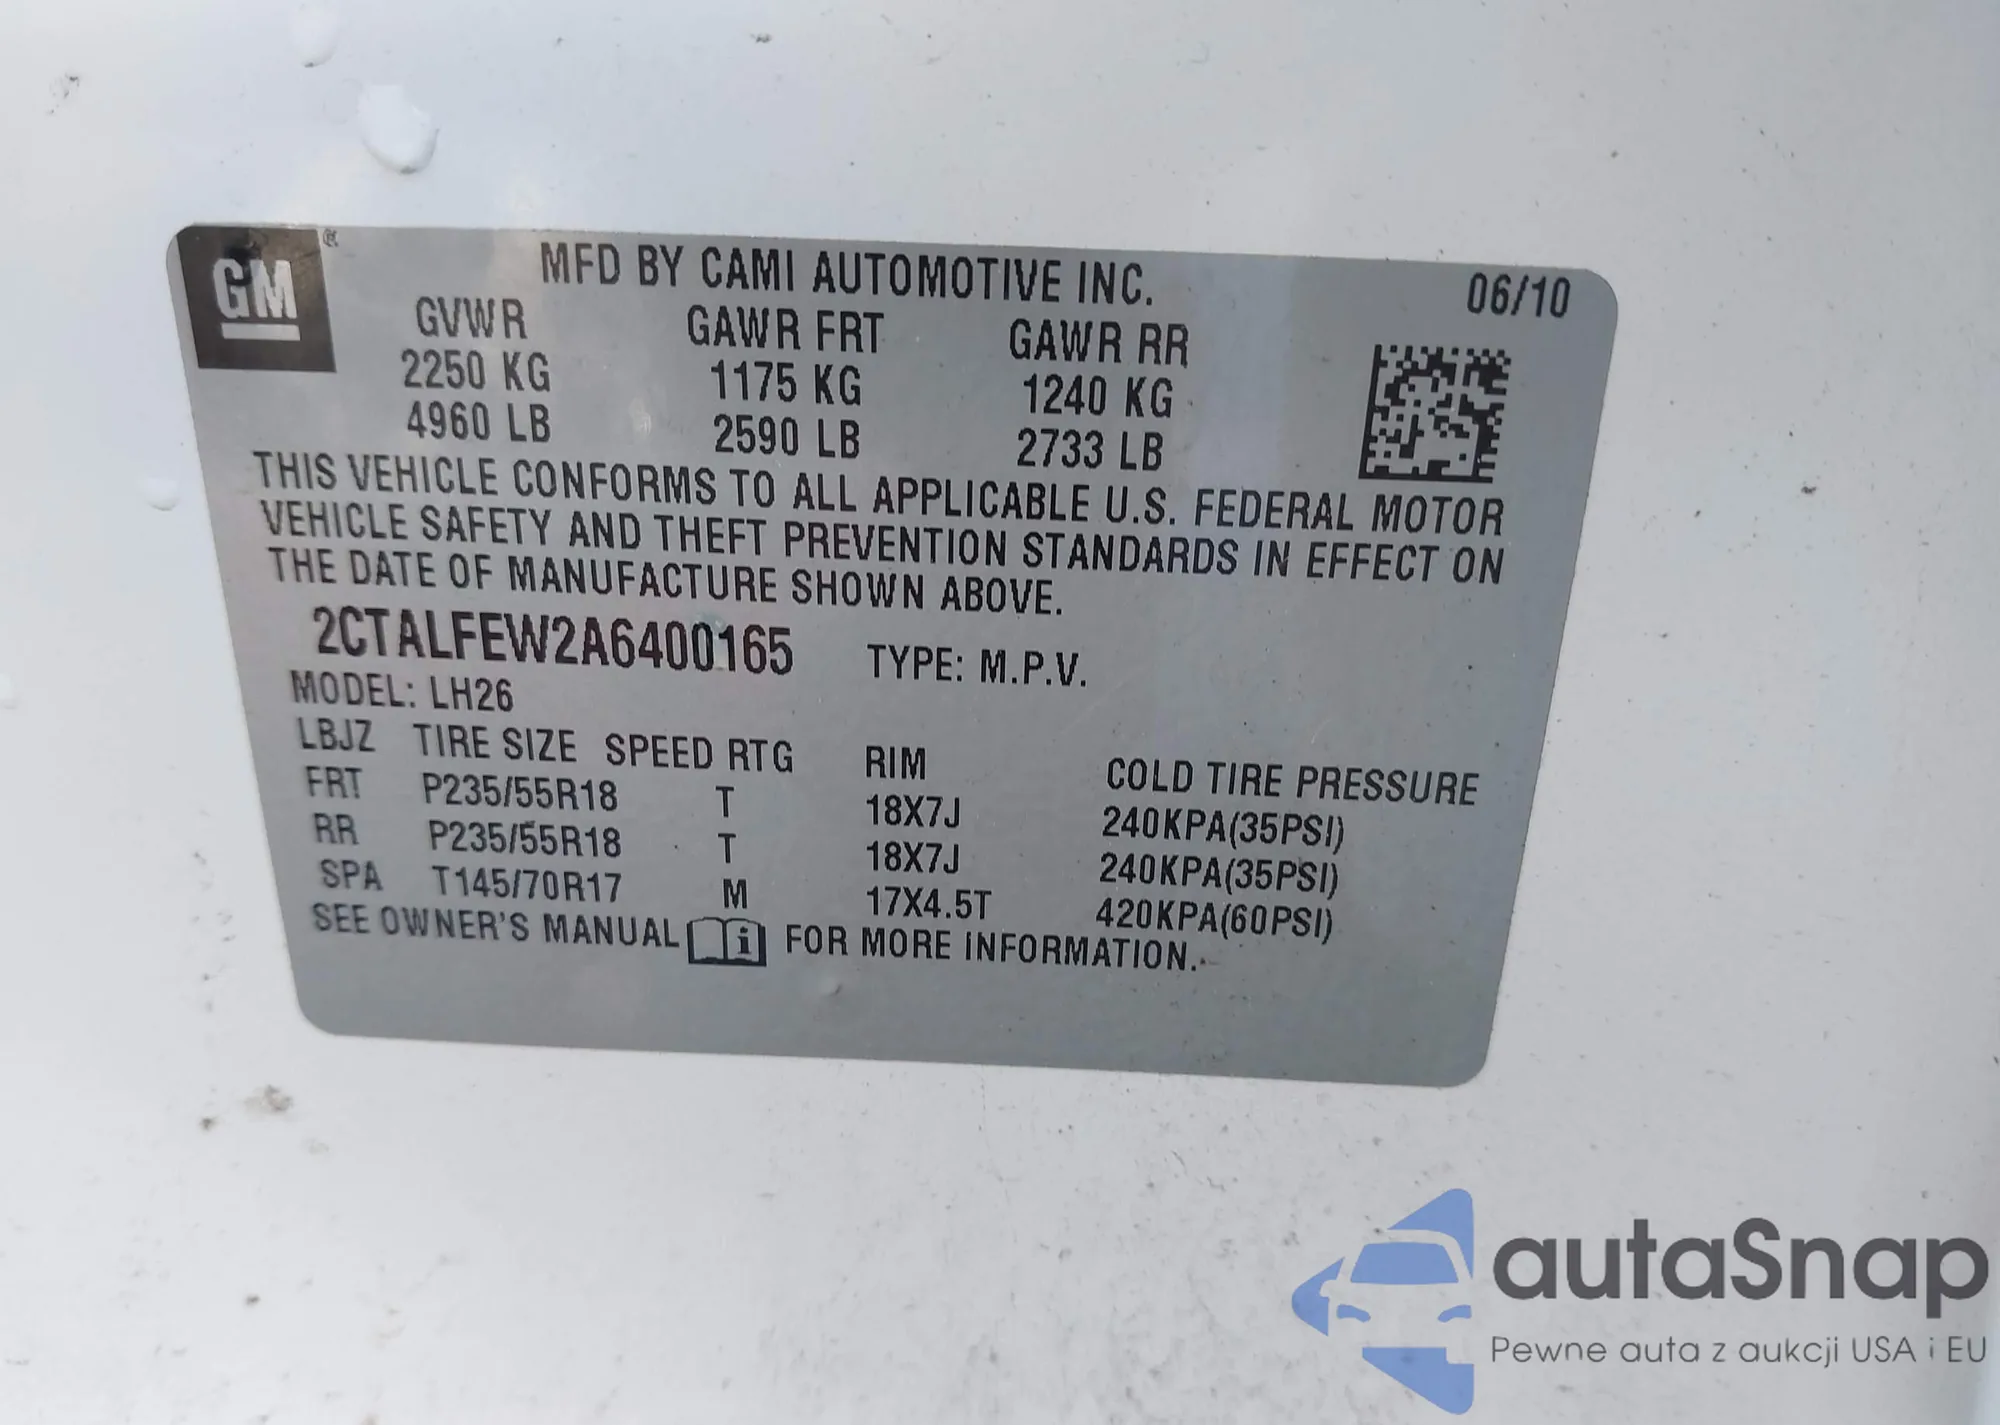 GM
MFD BY CAMI AUTOMOTIVE INC. 06/10
GVWR GAWR FRT GAWR RR
2250 KG 1175 KG 1240 KG
4960 LB 2590 LB 2733 LB
THIS VEHICLE CONFORMS TO ALL APPLICABLE U.S. FEDERAL MOTOR
VEHICLE SAFETY AND THEFT PREVENTION STANDARDS IN EFFECT ON
THE DATE OF MANUFACTURE SHOWN ABOVE.
2CTALFEW2A6400165 TYPE: M.P.V.
MODEL: LH26
LBJZ TIRE SIZE SPEED RTG RIM COLD TIRE PRESSURE
FRT P235/55R18 T 18X7J 240KPA(35PSI)
RR P235/55R18 T 18X7J 240KPA(35PSI)
SPA T145/70R17 M 17X4.5T 420KPA(60PSI)
SEE OWNER'S MANUAL i FOR MORE INFORMATION.
autaSnap
Pewne auta z aukcji USA i EU